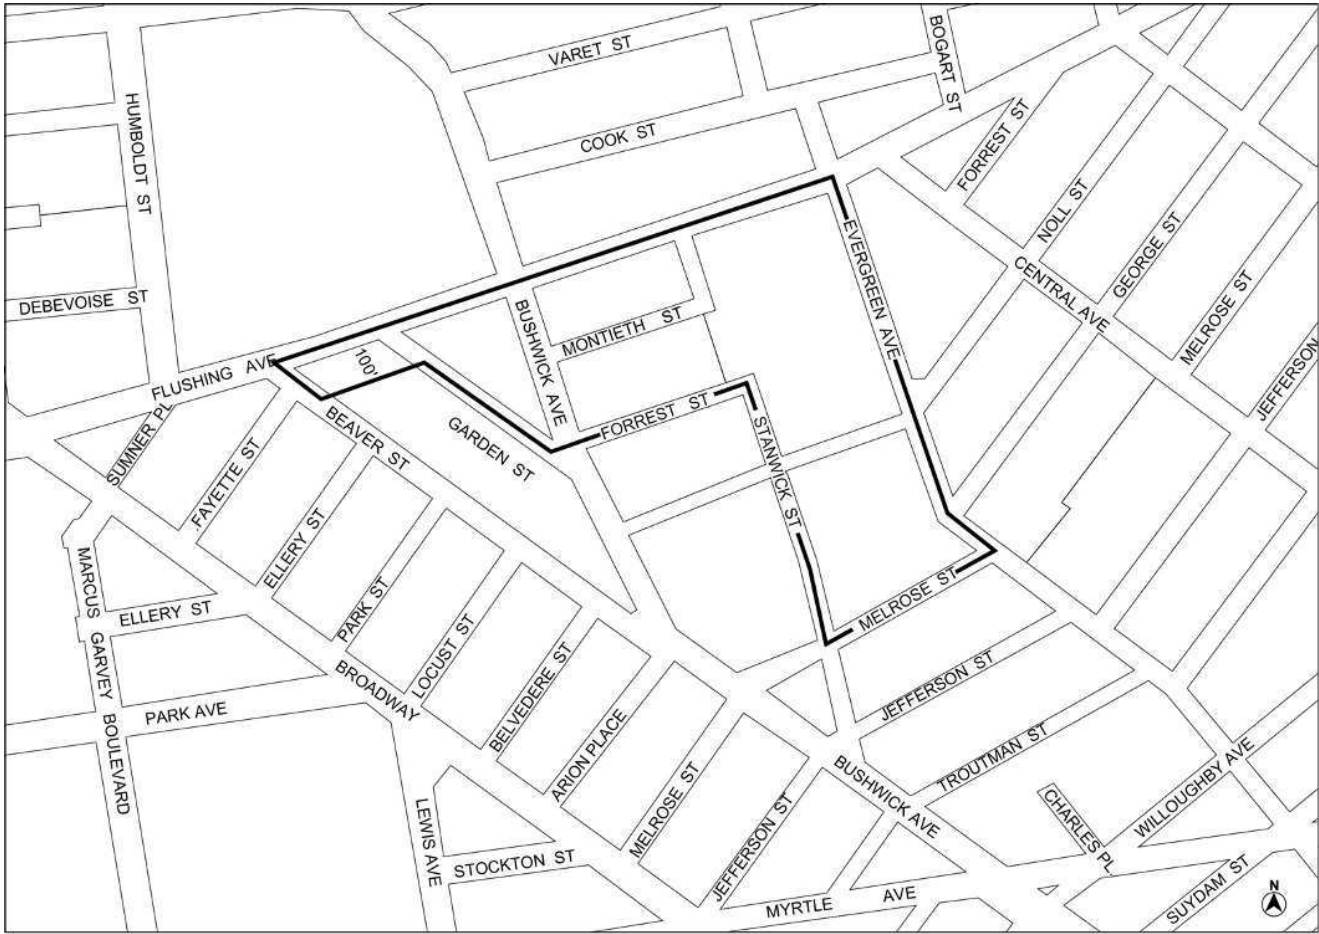 VARET ST
BOGART ST
HUMBOLDT ST
COOK ST
FORREST ST
NOLL ST
GEORGE ST
EVERGREEN AVE
CENTRAL AVE
MELROSE ST
DEBEVOISE ST
BUSHWICK AVE
MONTIETH ST
JEFFERSON
FLUSHING AVE
100'
SUMNER PL
FAYETTE ST
BEAVER ST
GARDEN ST
FORREST ST
STANWICK ST
ELLERY ST
MARCUS GARVEY BOULEVARD
ELLERY ST
PARK ST
LOCUST ST
MELROSE ST
BROADWAY
BELVEDERE ST
JEFFERSON ST
PARK AVE
ARION PLACE
TROUTMAN ST
MELROSE ST
BUSHWICK AVE
WILLOUGHBY AVE
LEWIS AVE
JEFFERSON ST
CHARLES PL
STOCKTON ST
MYRTLE AVE
SUYDAM ST
N